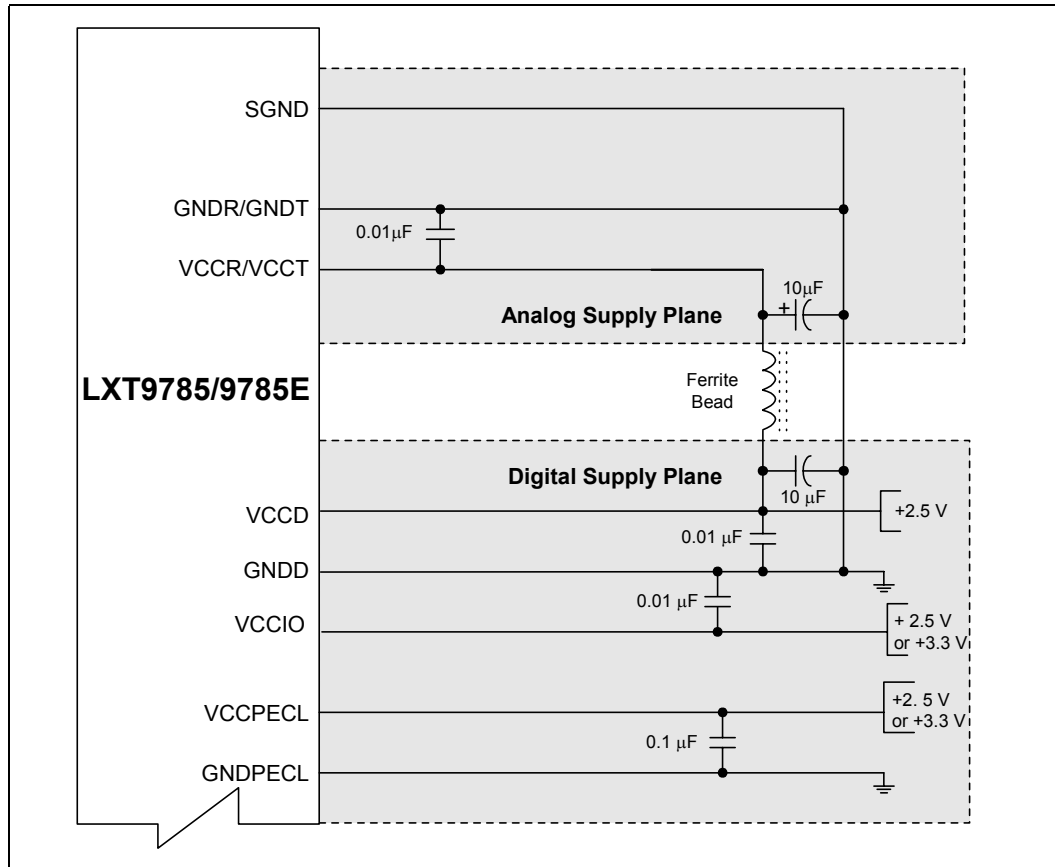 SGND
GNDR/GNDT
0.01μF
VCCR/VCCT
10μF
+
Analog Supply Plane
LXT9785/9785E
Ferrite
Bead
Digital Supply Plane
10 μF
VCCD
+2.5 V
0.01 μF
GNDD
0.01 μF
VCCIO
+ 2.5 V
or +3.3 V
VCCPECL
+2. 5 V
or +3.3 V
0.1 μF
GNDPECL